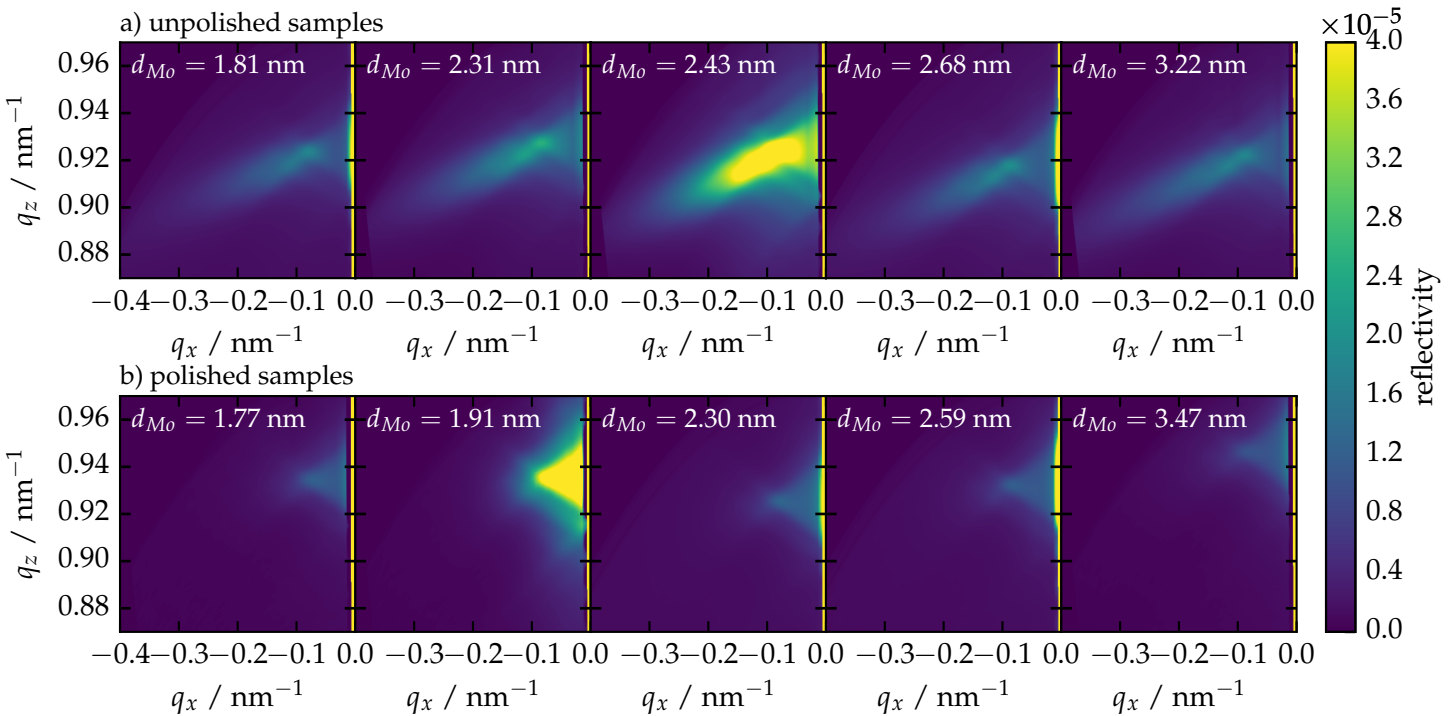 a) unpolished samples
×10⁻⁵
d_Mo = 1.81 nm
d_Mo = 2.31 nm
d_Mo = 2.43 nm
d_Mo = 2.68 nm
d_Mo = 3.22 nm
0.96
0.94
0.92
0.90
0.88
q_z / nm⁻¹
−0.4 −0.3 −0.2 −0.1 0.0
−0.3 −0.2 −0.1 0.0
−0.3 −0.2 −0.1 0.0
−0.3 −0.2 −0.1 0.0
−0.3 −0.2 −0.1 0.0
q_x / nm⁻¹
q_x / nm⁻¹
q_x / nm⁻¹
q_x / nm⁻¹
q_x / nm⁻¹
b) polished samples
d_Mo = 1.77 nm
d_Mo = 1.91 nm
d_Mo = 2.30 nm
d_Mo = 2.59 nm
d_Mo = 3.47 nm
0.96
0.94
0.92
0.90
0.88
q_z / nm⁻¹
−0.4 −0.3 −0.2 −0.1 0.0
−0.3 −0.2 −0.1 0.0
−0.3 −0.2 −0.1 0.0
−0.3 −0.2 −0.1 0.0
−0.3 −0.2 −0.1 0.0
q_x / nm⁻¹
q_x / nm⁻¹
q_x / nm⁻¹
q_x / nm⁻¹
q_x / nm⁻¹
4.0
3.6
3.2
2.8
2.4
2.0
1.6
1.2
0.8
0.4
0.0
reflectivity